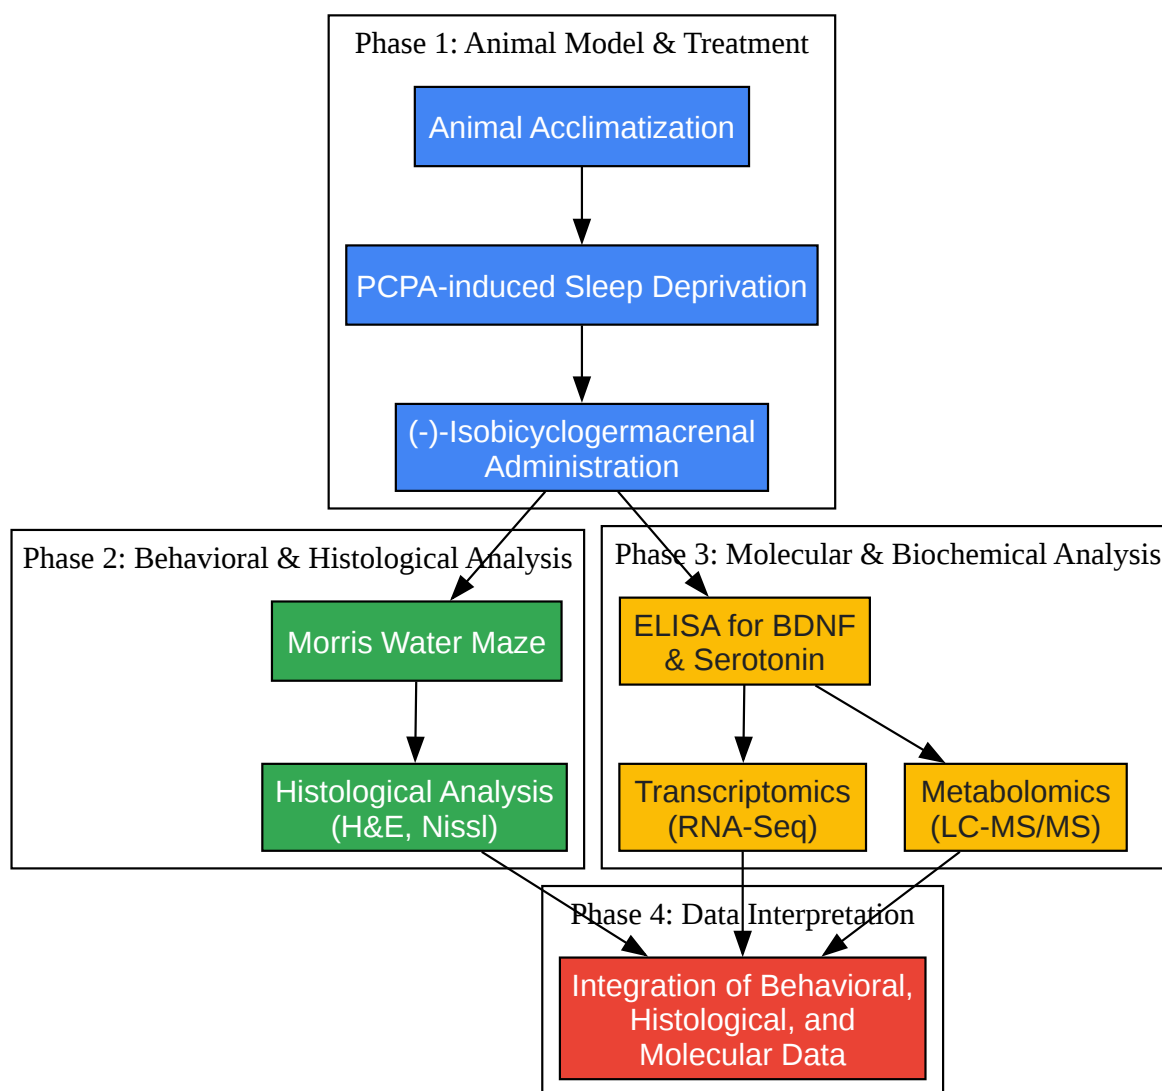 Phase 1: Animal Model & Treatment
Animal Acclimatization
PCPA-induced Sleep Deprivation
(-)-Isobicyclogermacrenal
Administration
Phase 2: Behavioral & Histological Analysis
Morris Water Maze
Histological Analysis
(H&E, Nissl)
Phase 3: Molecular & Biochemical Analysis
ELISA for BDNF
& Serotonin
Transcriptomics
(RNA-Seq)
Metabolomics
(LC-MS/MS)
Phase 4: Data Interpretation
Integration of Behavioral,
Histological, and
Molecular Data